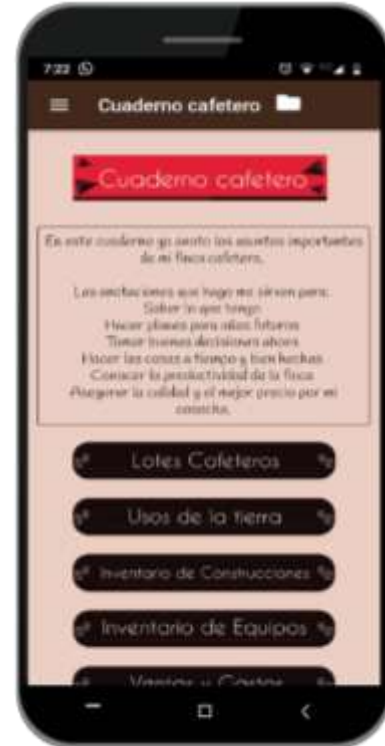 7:22
Cuaderno cafetero
Cuaderno cafetero
En este cuaderno yo anoto los asuntos importantes
de mi finca cafetera.
Las anotaciones que hago me sirven para:
Saber lo que tengo
Hacer planes para años futuros
Tomar buenas decisiones ahora
Hacer las cosas a tiempo y bien hechas
Conocer la productividad de la finca
Asegurar la calidad y el mejor precio por mi
cosecha.
Lotes Cafeteros
Usos de la tierra
Inventario de Construcciones
Inventario de Equipos
Ventas y Gastos